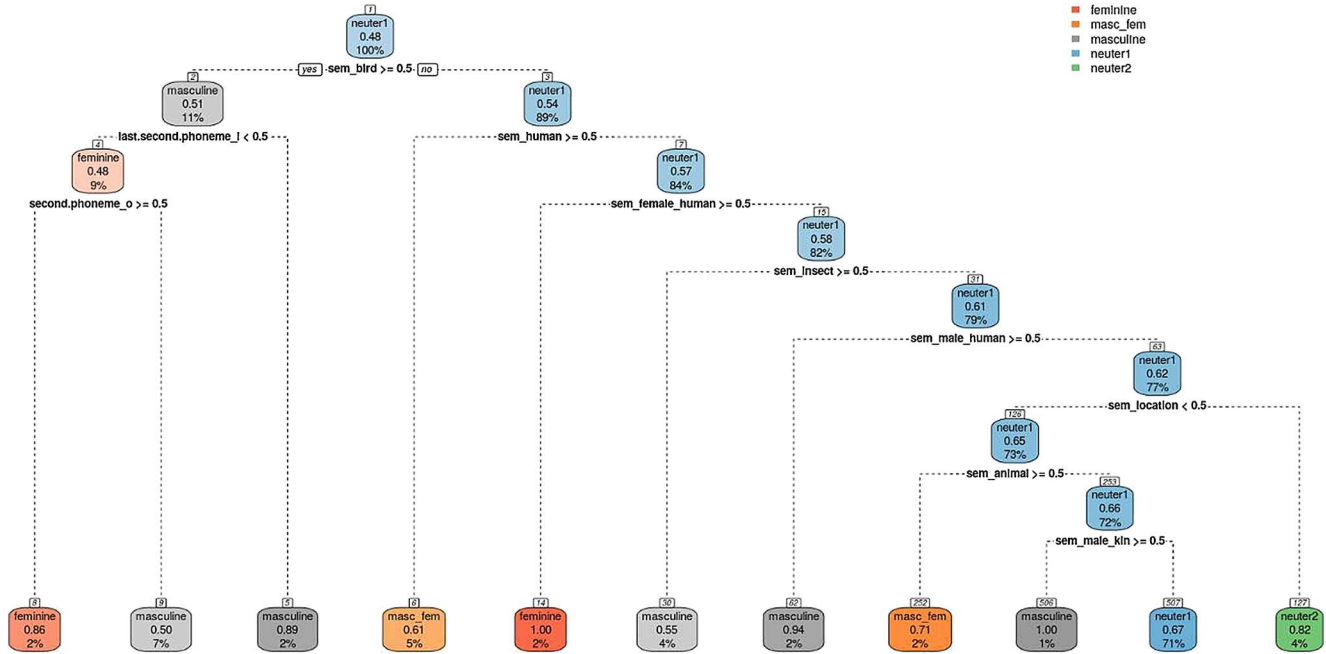 feminine
masc_fem
masculine
neuter1
neuter2
1
neuter1
0.48
100%
yes sem_bird >= 0.5 no
2
masculine
0.51
11%
3
neuter1
0.54
89%
last.second.phoneme_l < 0.5
sem_human >= 0.5
4
feminine
0.48
9%
7
neuter1
0.57
84%
second.phoneme_o >= 0.5
sem_female_human >= 0.5
15
neuter1
0.58
82%
sem_insect >= 0.5
31
neuter1
0.61
79%
sem_male_human >= 0.5
63
neuter1
0.62
77%
sem_location < 0.5
126
neuter1
0.65
73%
sem_animal >= 0.5
253
neuter1
0.66
72%
sem_male_kin >= 0.5
8
feminine
0.86
2%
9
masculine
0.50
7%
5
masculine
0.89
2%
6
masc_fem
0.61
5%
14
feminine
1.00
2%
30
masculine
0.55
4%
62
masculine
0.94
2%
252
masc_fem
0.71
2%
506
masculine
1.00
1%
507
neuter1
0.67
71%
127
neuter2
0.82
4%